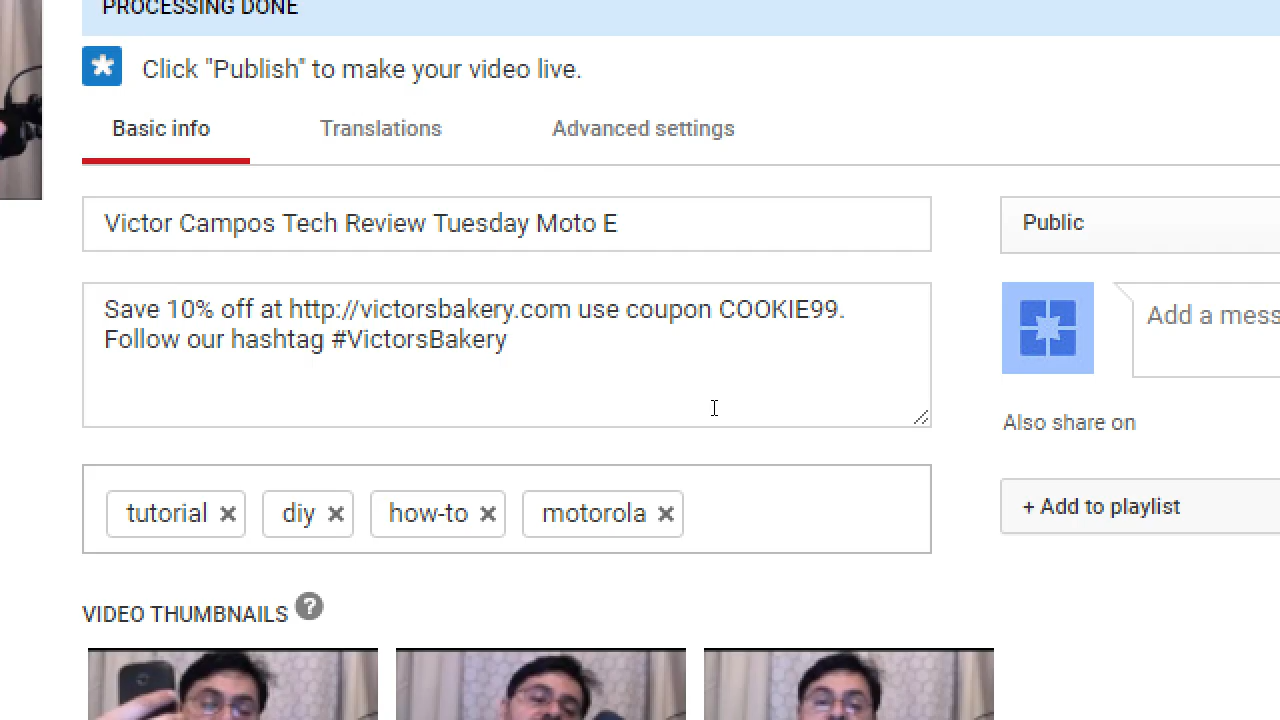 PROCESSING DONE
Click "Publish" to make your video live.
Basic info
Translations
Advanced settings
Victor Campos Tech Review Tuesday Moto E
Public
Save 10% off at http://victorsbakery.com use coupon COOKIE99.
Follow our hashtag #VictorsBakery
Add a mess
Also share on
tutorial
diy
how-to
motorola
+ Add to playlist
VIDEO THUMBNAILS ?